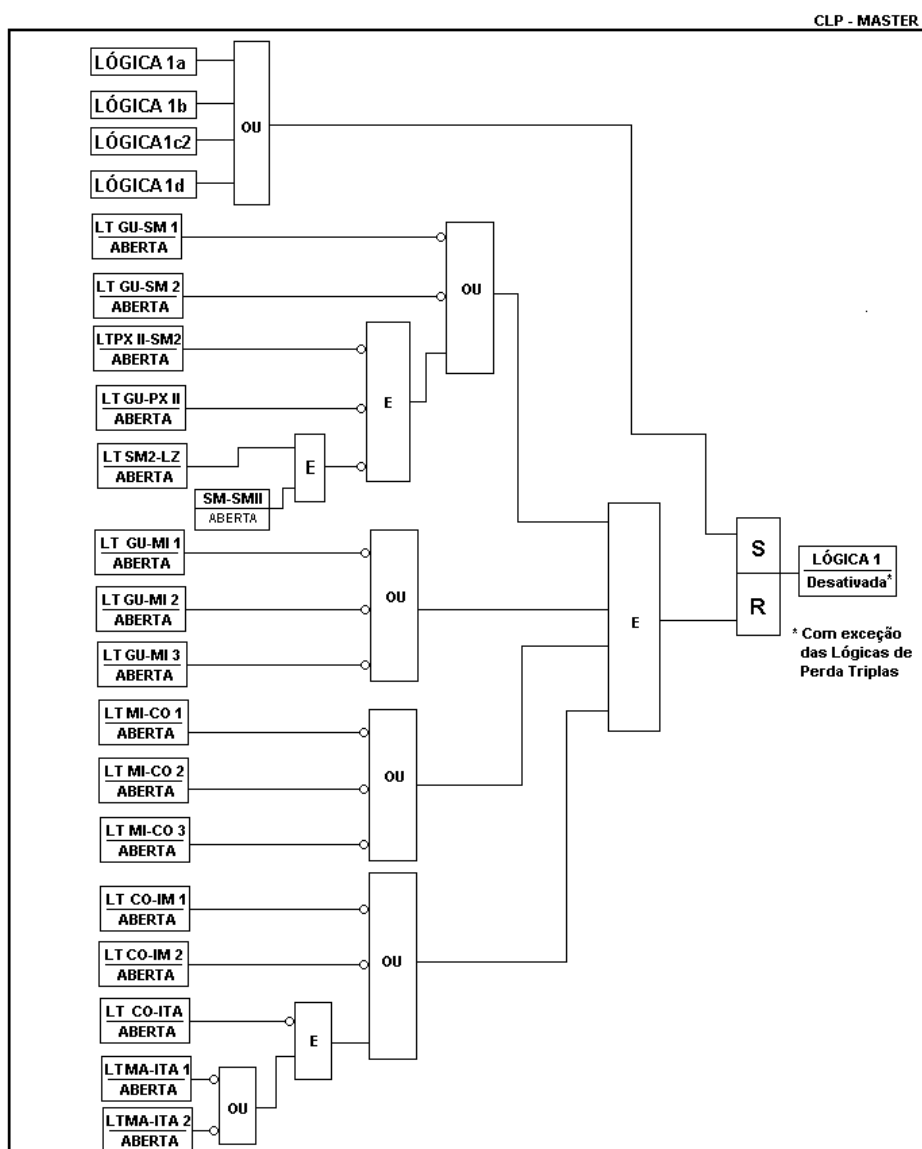 CLP - MASTER
LÓGICA 1a
LÓGICA 1b
LÓGICA1c2
LÓGICA 1d
OU
LT GU-SM 1
ABERTA
LT GU-SM 2
ABERTA
OU
LTPX II-SM2
ABERTA
LT GU-PX II
ABERTA
E
LT SM2-LZ
ABERTA
E
SM-SMII
ABERTA
LT GU-MI 1
ABERTA
LT GU-MI 2
ABERTA
OU
LT GU-MI 3
ABERTA
E
S
R
LÓGICA 1
Desativada*
* Com exceção
das Lógicas de
Perda Triplas
LT MI-CO 1
ABERTA
LT MI-CO 2
ABERTA
OU
LT MI-CO 3
ABERTA
LT CO-IM 1
ABERTA
LT CO-IM 2
ABERTA
OU
LT CO-ITA
ABERTA
E
LTMA-ITA 1
ABERTA
OU
LTMA-ITA 2
ABERTA